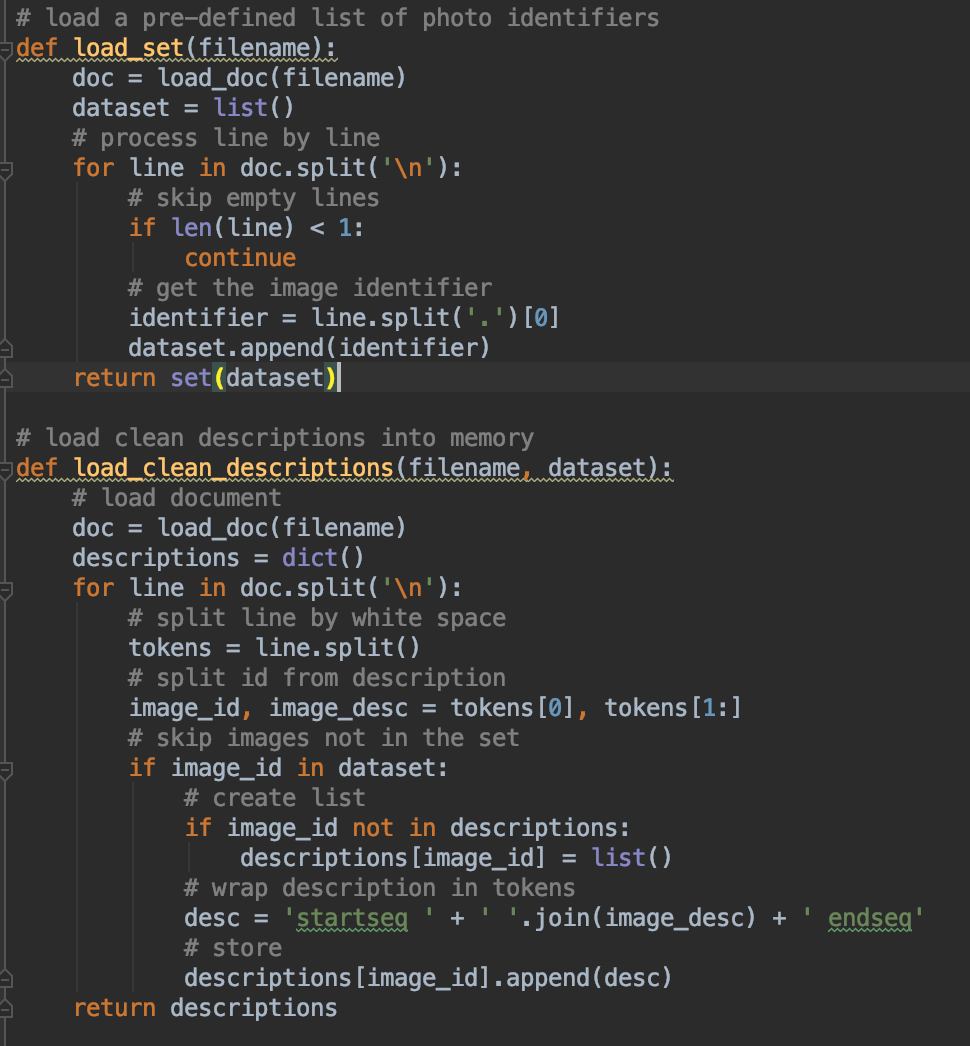 # load a pre-defined list of photo identifiers
def load_set(filename):
    doc = load_doc(filename)
    dataset = list()
    # process line by line
    for line in doc.split('\n'):
        # skip empty lines
        if len(line) < 1:
            continue
        # get the image identifier
        identifier = line.split('.')[0]
        dataset.append(identifier)
    return set(dataset)

# load clean descriptions into memory
def load_clean_descriptions(filename, dataset):
    # load document
    doc = load_doc(filename)
    descriptions = dict()
    for line in doc.split('\n'):
        # split line by white space
        tokens = line.split()
        # split id from description
        image_id, image_desc = tokens[0], tokens[1:]
        # skip images not in the set
        if image_id in dataset:
            # create list
            if image_id not in descriptions:
                descriptions[image_id] = list()
            # wrap description in tokens
            desc = 'startseq ' + ' '.join(image_desc) + ' endseq'
            # store
            descriptions[image_id].append(desc)
    return descriptions